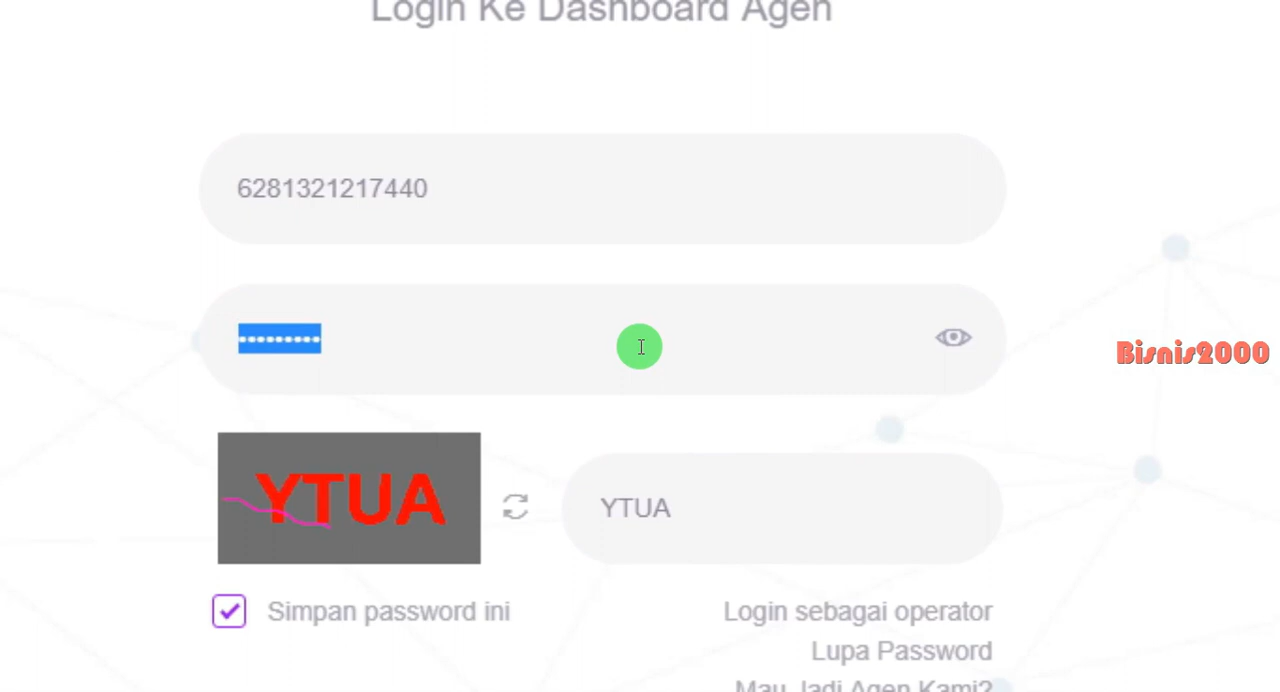 Login Ke Dashboard Agen
6281321217440
Bisnis2000
YTUA
YTUA
Simpan password ini
Login sebagai operator
Lupa Password
Mau Jadi Agen Kami?